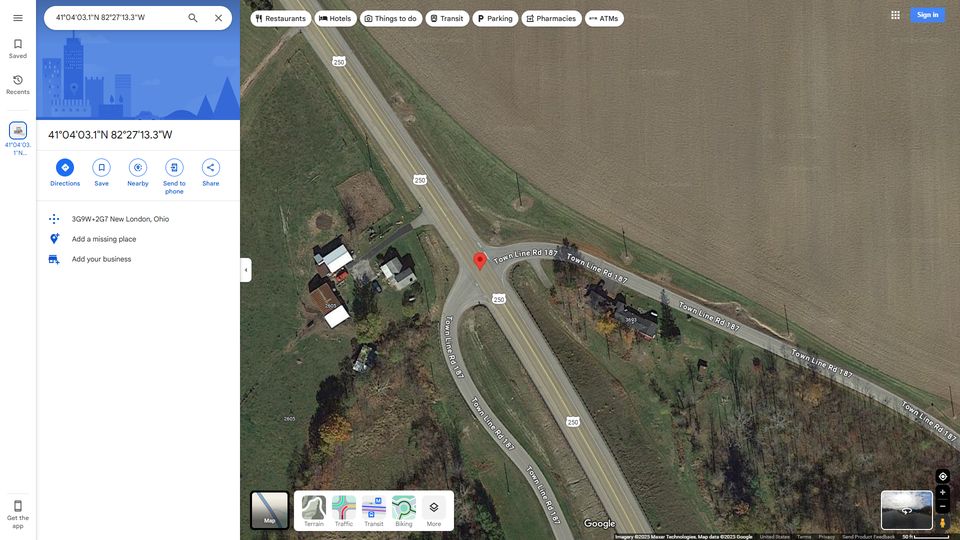 41°04'03.1"N 82°27'13.3"W
Restaurants
Hotels
Things to do
Transit
Parking
Pharmacies
ATMs
Sign in
Saved
Recents
41°04'03.
1"N...
41°04'03.1"N 82°27'13.3"W
Directions
Save
Nearby
Send to
phone
Share
3G9W+2G7 New London, Ohio
Add a missing place
Add your business
250
250
Town Line Rd 187
Town Line Rd 187
250
2605
3693
Town Line Rd 187
Town Line Rd 187
Town Line Rd 187
Town Line Rd 187
2605
250
Town Line Rd 187
Town Line Rd 187
Get the
app
Map
Terrain
Traffic
Transit
Biking
More
Google
Imagery ©2025 Maxar Technologies, Map data ©2025 Google
United States
Terms
Privacy
Send Product Feedback
50 ft